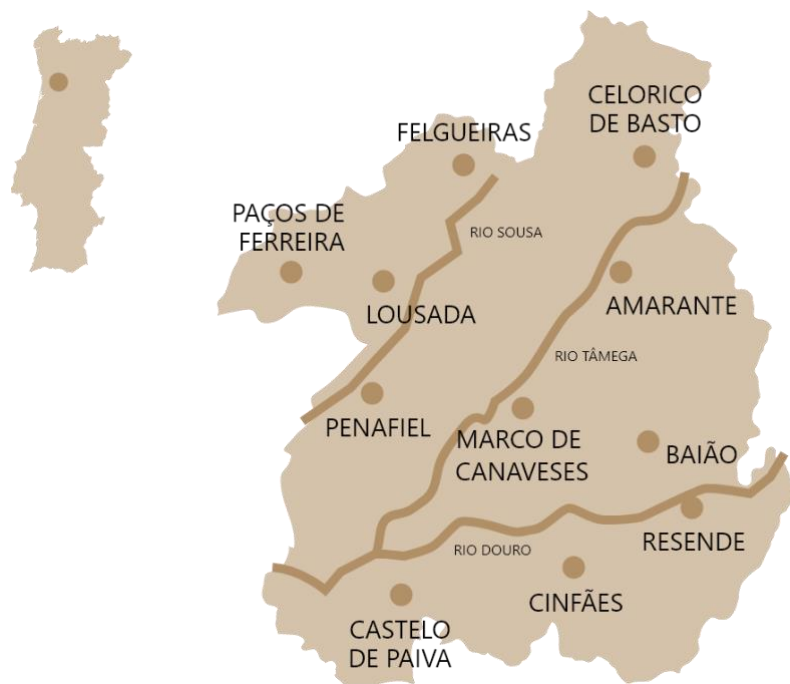 CELORICO
DE BASTO
FELGUEIRAS
PAÇOS DE
FERREIRA
RIO SOUSA
LOUSADA
AMARANTE
RIO TÂMEGA
PENAFIEL
MARCO DE
CANAVESES
BAIÃO
RESENDE
RIO DOURO
CINFÃES
CASTELO
DE PAIVA